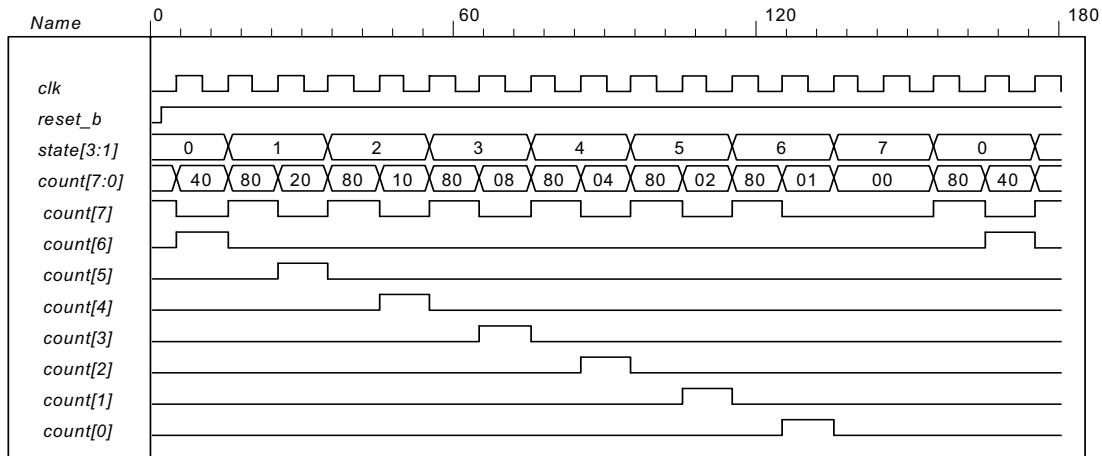 Name 0 60 120 180
clk
reset_b
state[3:1] 0 1 2 3 4 5 6 7 0
count[7:0] 40 80 20 80 10 80 08 80 04 80 02 80 01 00 80 40
count[7]
count[6]
count[5]
count[4]
count[3]
count[2]
count[1]
count[0]